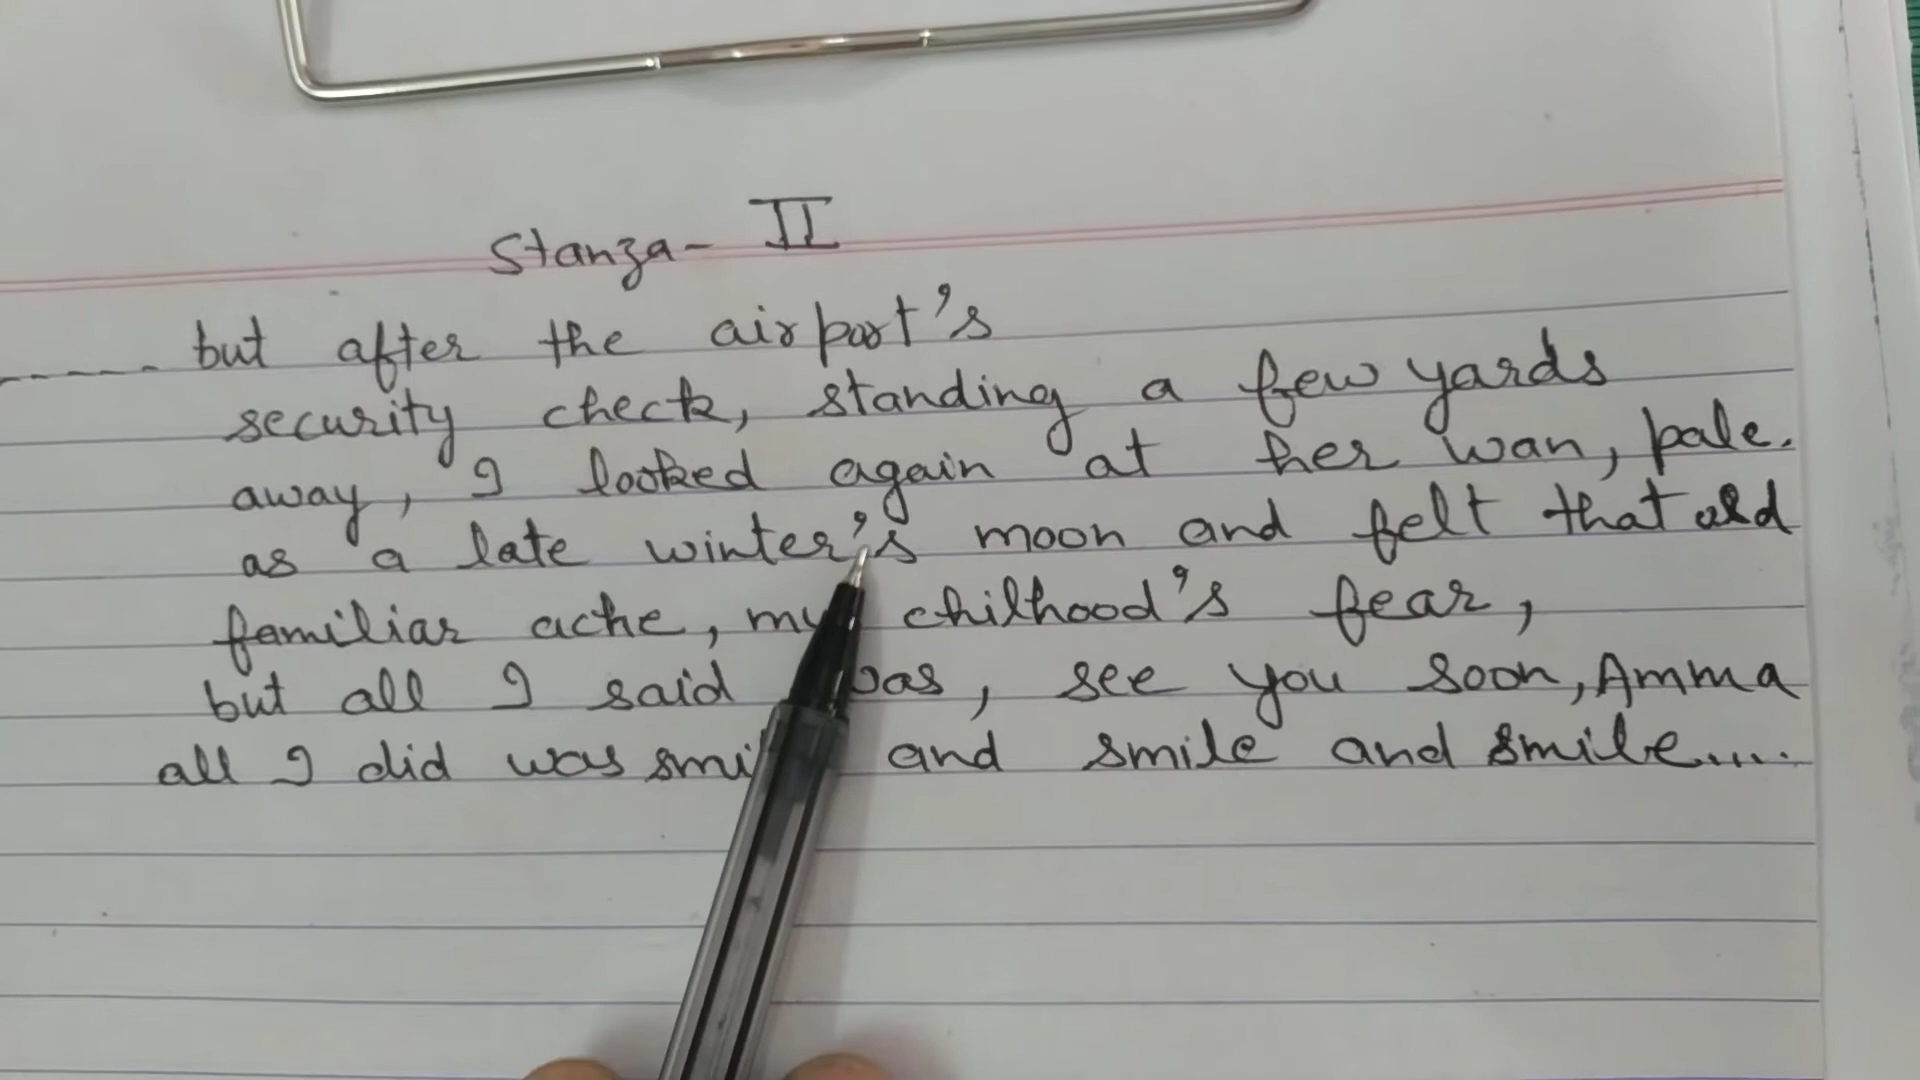 Stanza - II
----- but after the airport's
security check, standing a few yards
away, I looked again at her wan, pale.
as a late winter's moon and felt that old
familiar ache, my chilhood's fear,
but all I said was, see you soon, Amma
all I did was smile and smile and smile....